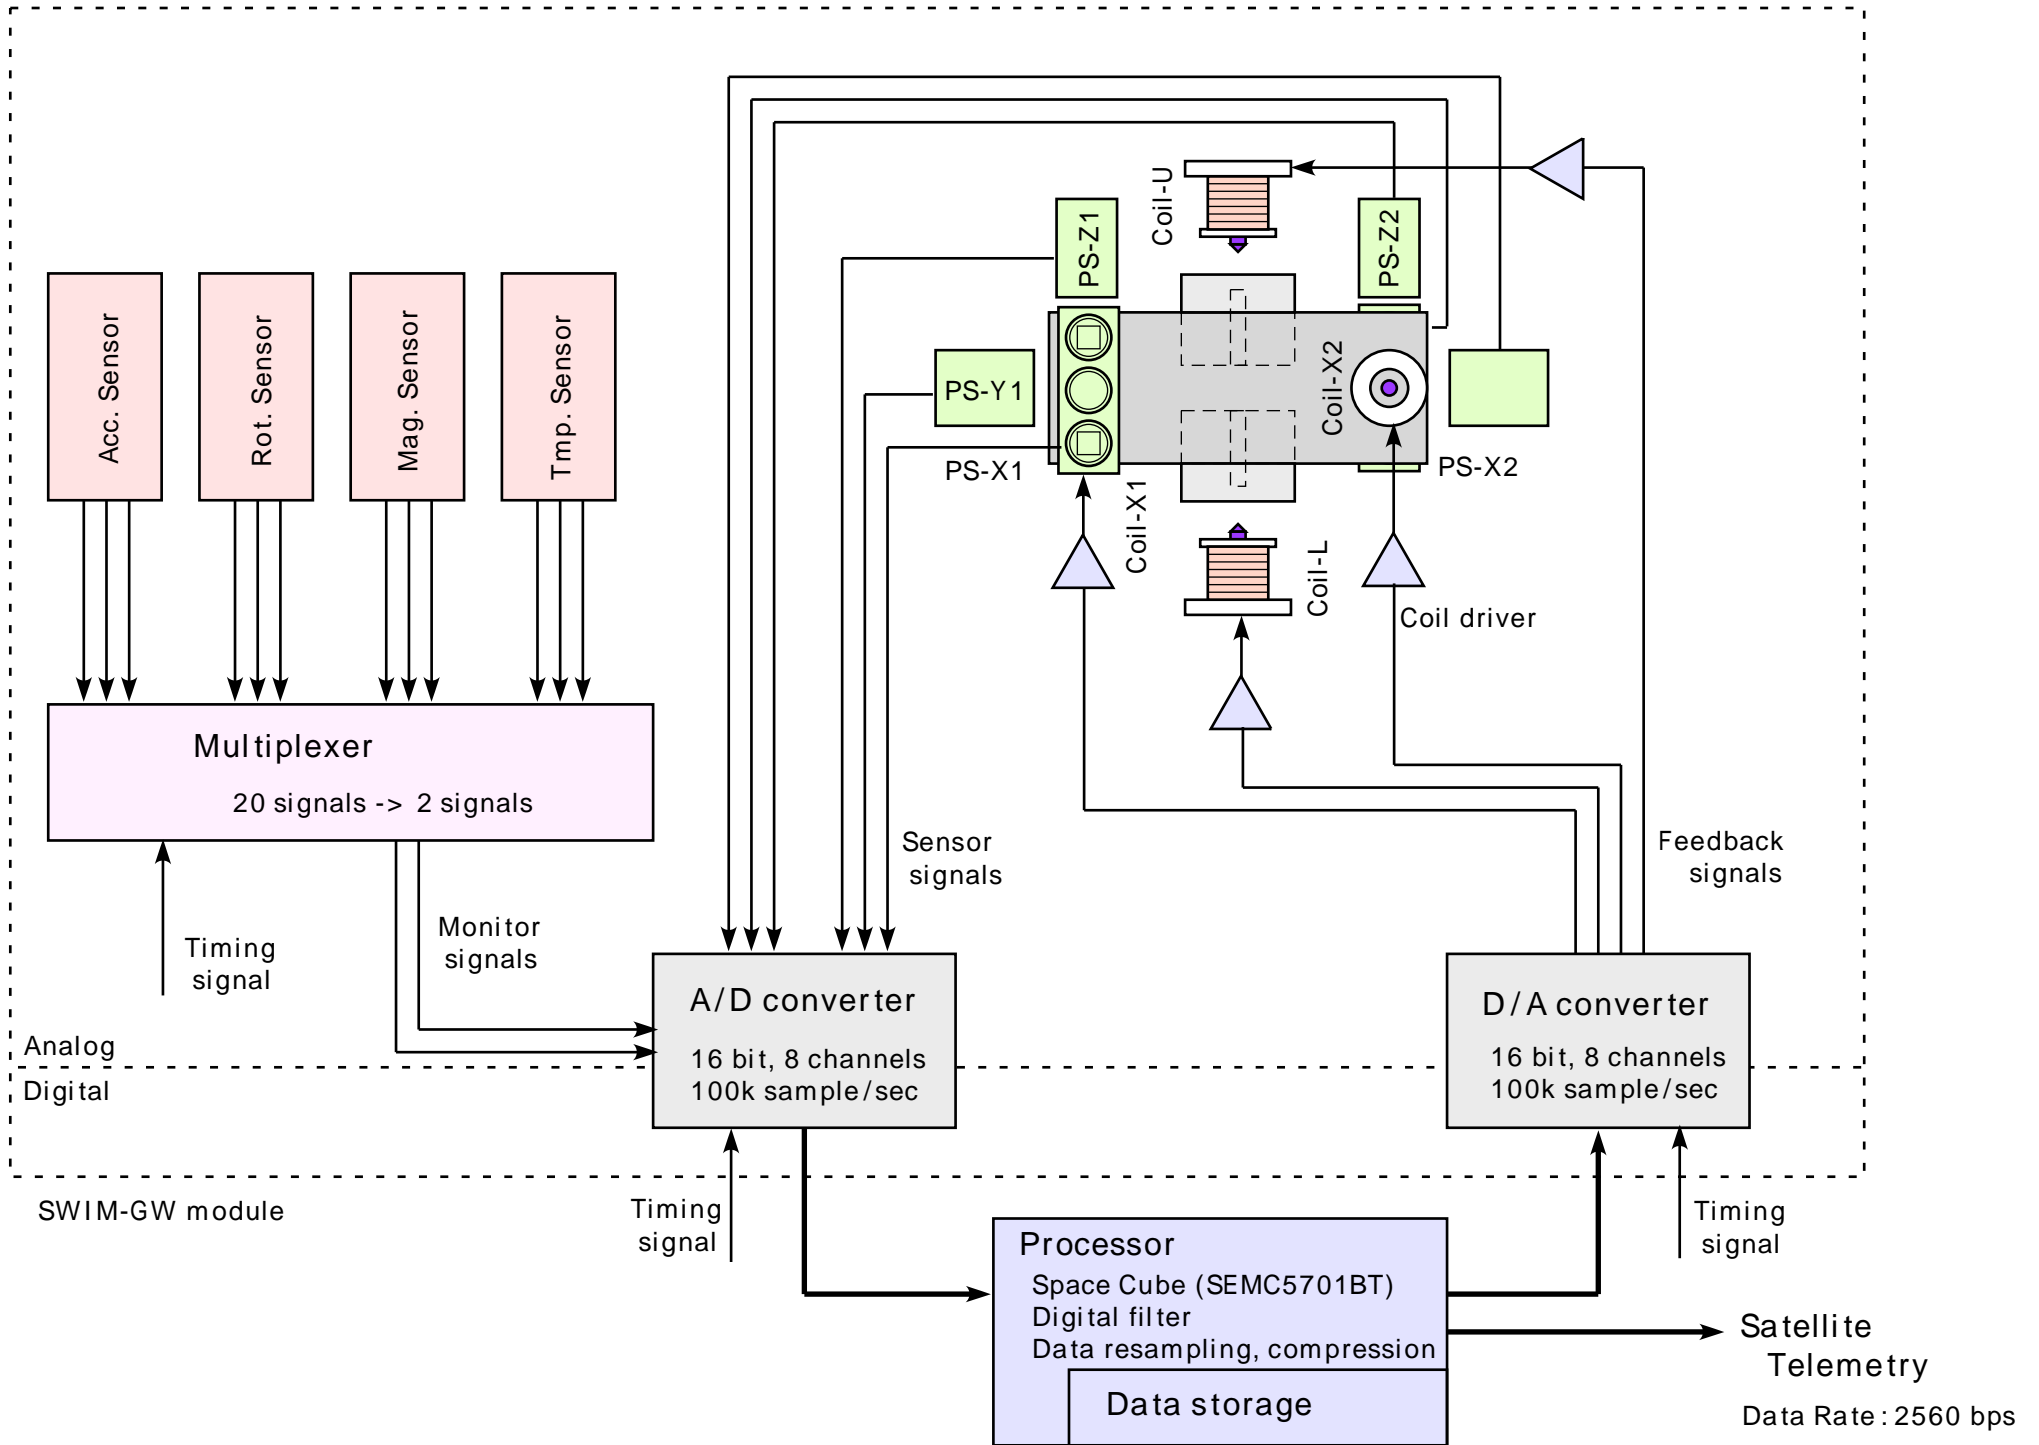 Coil-U
PS-Z1
PS-Z2
Acc. Sensor
Rot. Sensor
Mag. Sensor
Tmp. Sensor
PS-Y1
Coil-X2
PS-X1
PS-X2
Coil-X1
Coil-L
Coil driver
Multiplexer
20 signals -> 2 signals
Sensor
signals
Feedback
signals
Monitor
signals
Timing
signal
A/D converter
16 bit, 8 channels
100k sample/sec
D/A converter
16 bit, 8 channels
100k sample/sec
Analog
Digital
SWIM-GW module
Timing
signal
Timing
signal
Processor
Space Cube (SEMC5701BT)
Digital filter
Data resampling, compression
Data storage
Satellite
Telemetry
Data Rate : 2560 bps